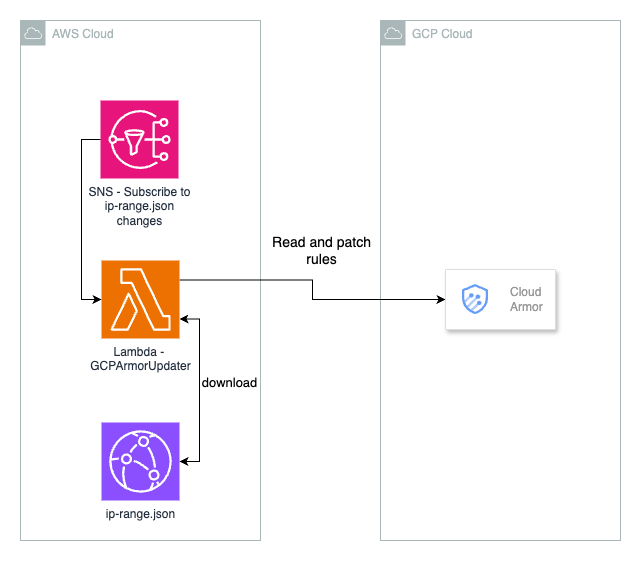 AWS Cloud
GCP Cloud
SNS - Subscribe to
ip-range.json
changes
Read and patch
rules
Cloud
Armor
Lambda -
GCPArmorUpdater
download
ip-range.json